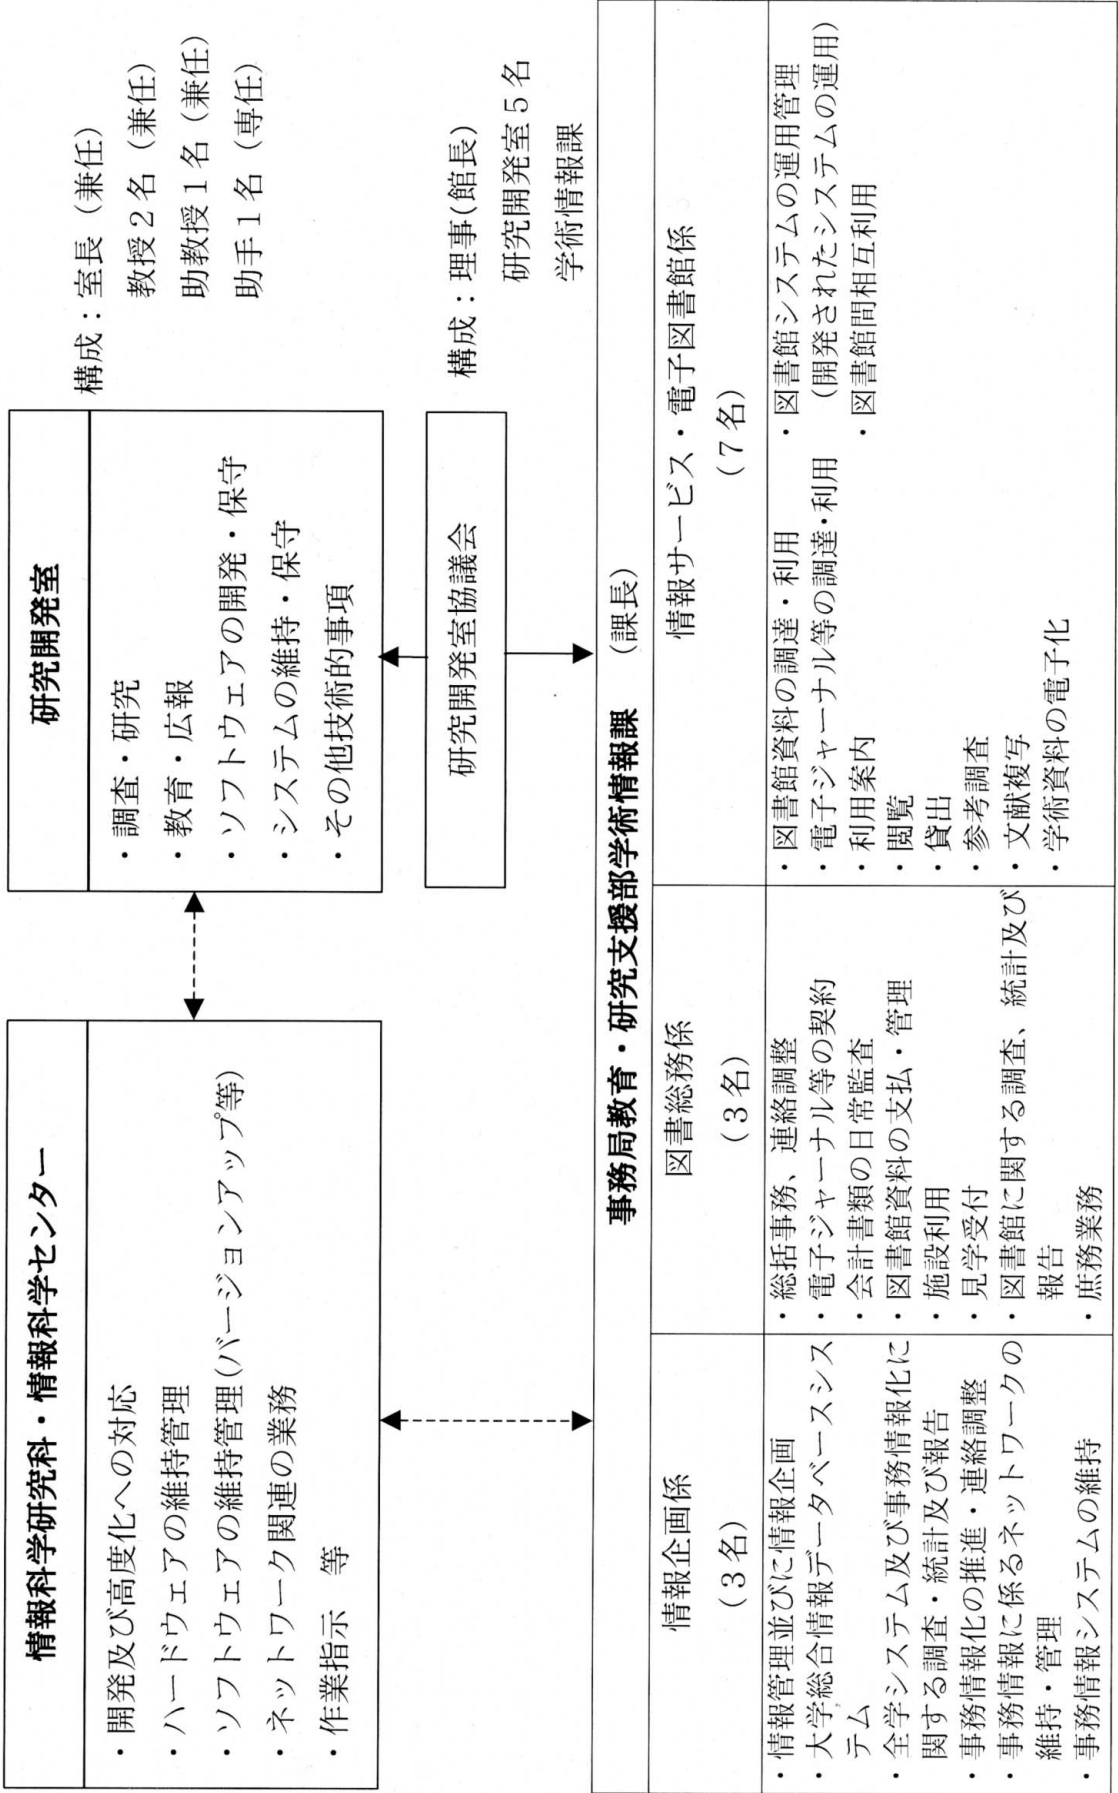 情報科学研究科・情報科学センター
・開発及び高度化への対応
・ハードウェアの維持管理
・ソフトウェアの維持管理(バージョンアップ等)
・ネットワーク関連の業務
・作業指示　等
研究開発室
・調査・研究
・教育・広報
・ソフトウェアの開発・保守
・システムの維持・保守
・その他技術的事項
構成：室長（兼任）
教授２名（兼任）
助教授１名（兼任）
助手１名（専任）
研究開発室協議会
構成：理事(館長)
研究開発室５名
学術情報課
事務局教育・研究支援部学術情報課　（課長）
情報企画係
（３名）
・情報管理並びに情報企画
・大学総合情報データベースシス
テム
・全学システム及び事務情報化に
関する調査・統計及び報告
・事務情報化の推進・連絡調整
・事務情報に係るネットワークの
維持・管理
・事務情報システムの維持
図書総務係
（３名）
・総括事務、連絡調整
・電子ジャーナル等の契約
・会計書類の日常監査
・図書館資料の支払・管理
・施設利用
・見学受付
・図書館に関する調査、統計及び
報告
・庶務業務
情報サービス・電子図書館係
（７名）
・図書館資料の調達・利用
・電子ジャーナル等の調達・利用
・利用案内
・閲覧
・貸出
・参考調査
・文献複写
・学術資料の電子化
・図書館システムの運用管理
（開発されたシステムの運用）
・図書館間相互利用